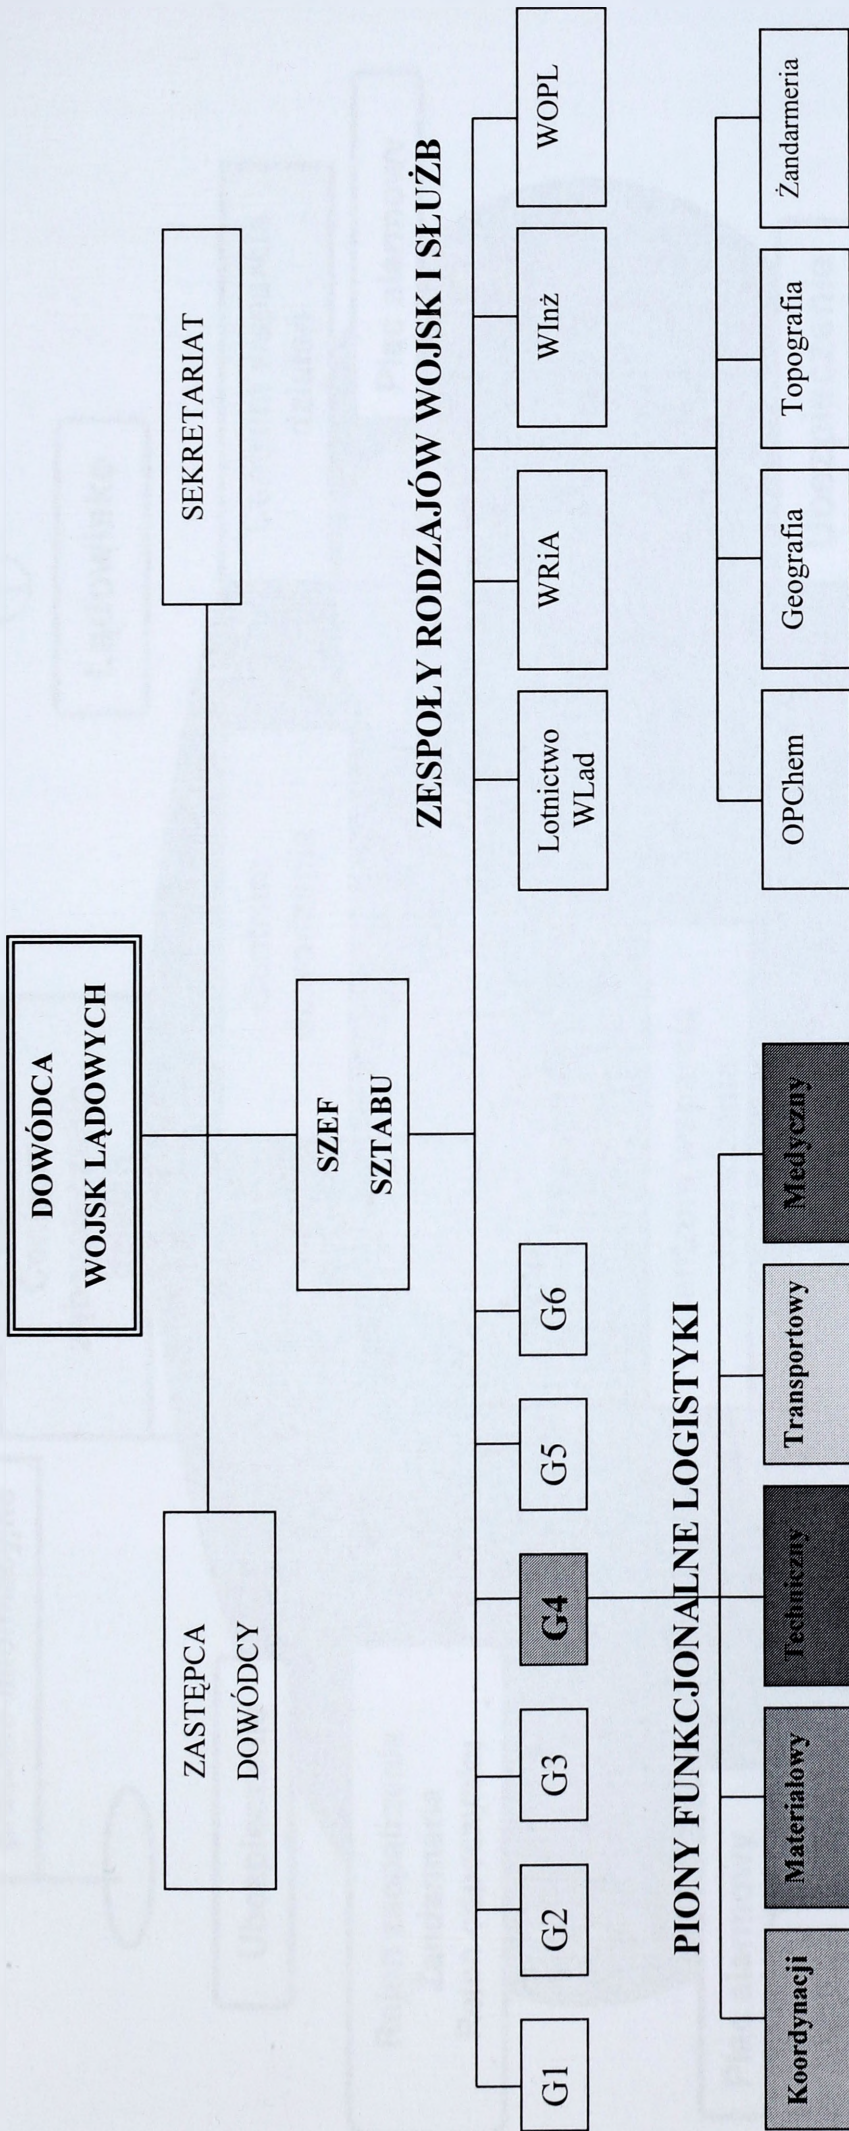 DOWÓDCA
WOJSK LĄDOWYCH
ZASTĘPCA
DOWÓDCY
SEKRETARIAT
SZEF
SZTABU
ZESPOŁY RODZAJÓW WOJSK I SŁUŻB
G1
G2
G3
G4
G5
G6
Lotnictwo
WLad
WRiA
WInż
WOPL
PIONY FUNKCJONALNE LOGISTYKI
Koordynacji
Materiałowy
Techniczny
Transportowy
Medyczny
OPChem
Geografia
Topografia
Żandarmeria